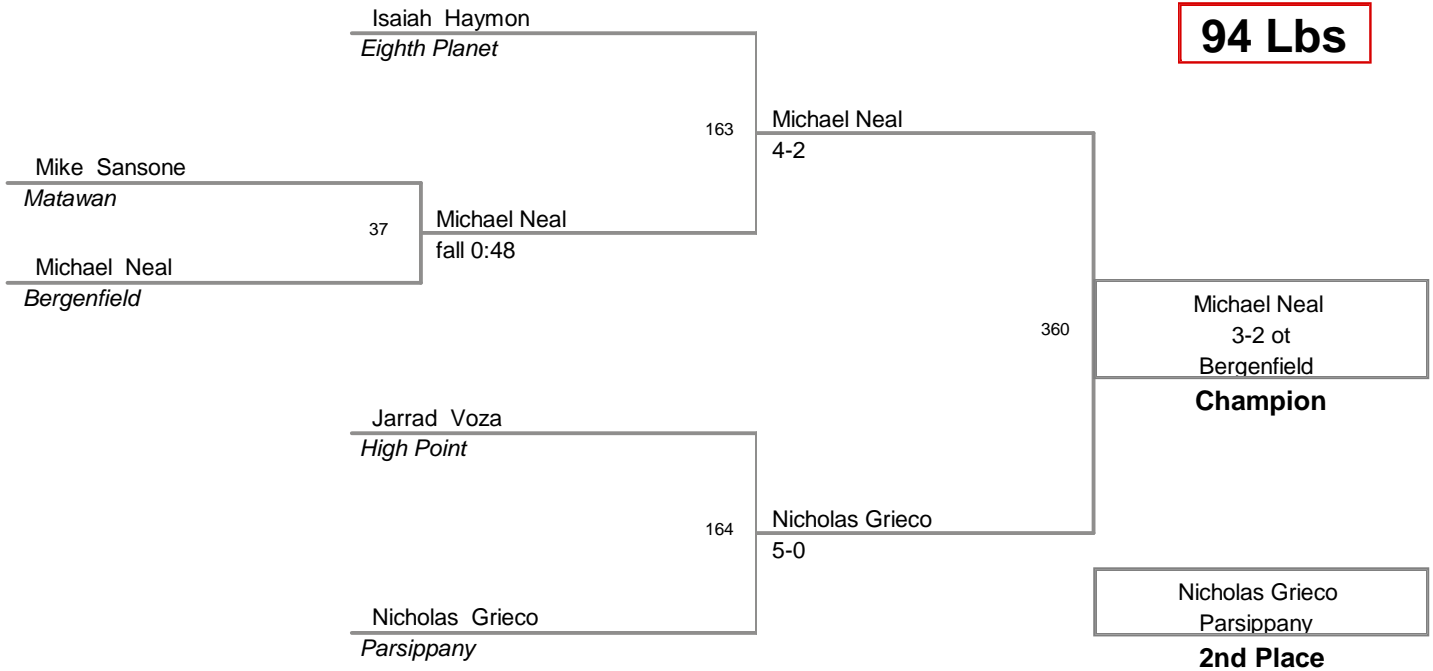 Isaiah Haymon
Eighth Planet
94 Lbs
163
Michael Neal
4-2
Mike Sansone
Matawan
37
Michael Neal
fall 0:48
Michael Neal
Bergenfield
360
Michael Neal
3-2 ot
Bergenfield
Champion
Jarrad Voza
High Point
164
Nicholas Grieco
5-0
Nicholas Grieco
Parsippany
Nicholas Grieco
Parsippany
2nd Place